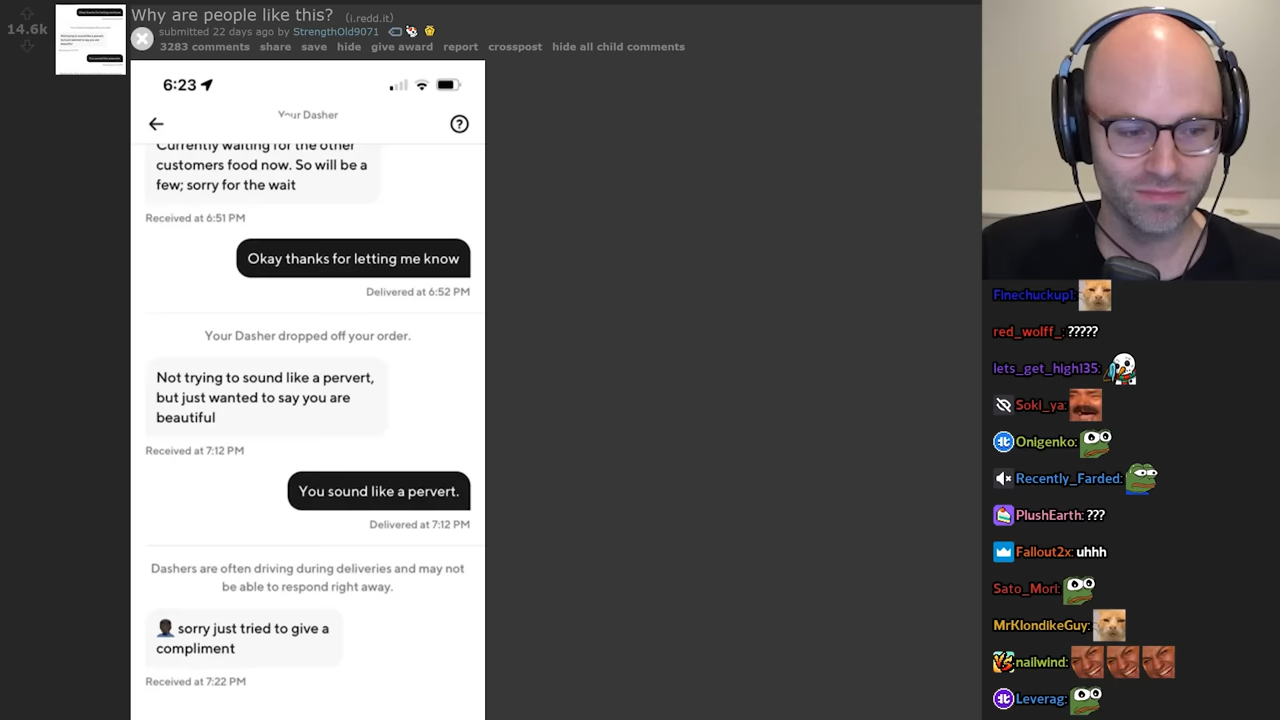 14.6k
Why are people like this? (i.redd.it)
submitted 22 days ago by StrengthOld9071
3283 comments share save hide give award report crosspost hide all child comments
6:23
Your Dasher
Currently waiting for the other
customers food now. So will be a
few; sorry for the wait
Received at 6:51 PM
Okay thanks for letting me know
Delivered at 6:52 PM
Your Dasher dropped off your order.
Not trying to sound like a pervert,
but just wanted to say you are
beautiful
Received at 7:12 PM
You sound like a pervert.
Delivered at 7:12 PM
Dashers are often driving during deliveries and may not
be able to respond right away.
sorry just tried to give a
compliment
Received at 7:22 PM
Finechuckup1:
red_wolff_: ?????
lets_get_high135:
Soki_ya:
Onigenko:
Recently_Farded:
PlushEarth: ???
Fallout2x: uhhh
Sato_Mori:
MrKlondikeGuy:
nailwind:
Leverag: